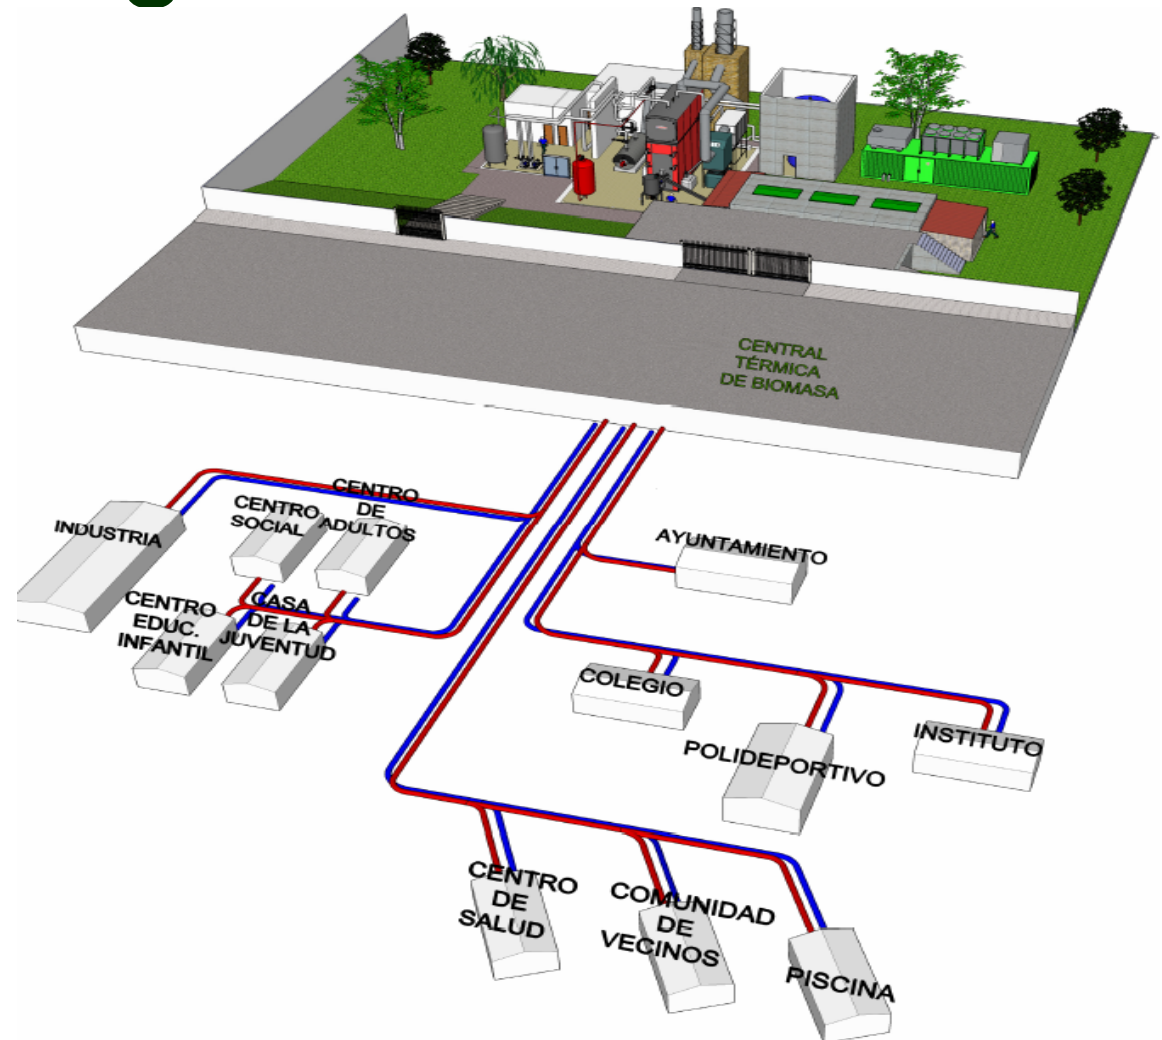 CENTRAL
TÉRMICA
DE BIOMASA
INDUSTRIA
CENTRO
SOCIAL
CENTRO
DE
ADULTOS
AYUNTAMIENTO
CENTRO
EDUC.
INFANTIL
CASA
DE LA
JUVENTUD
COLEGIO
POLIDEPORTIVO
INSTITUTO
CENTRO
DE
SALUD
COMUNIDAD
DE
VECINOS
PISCINA